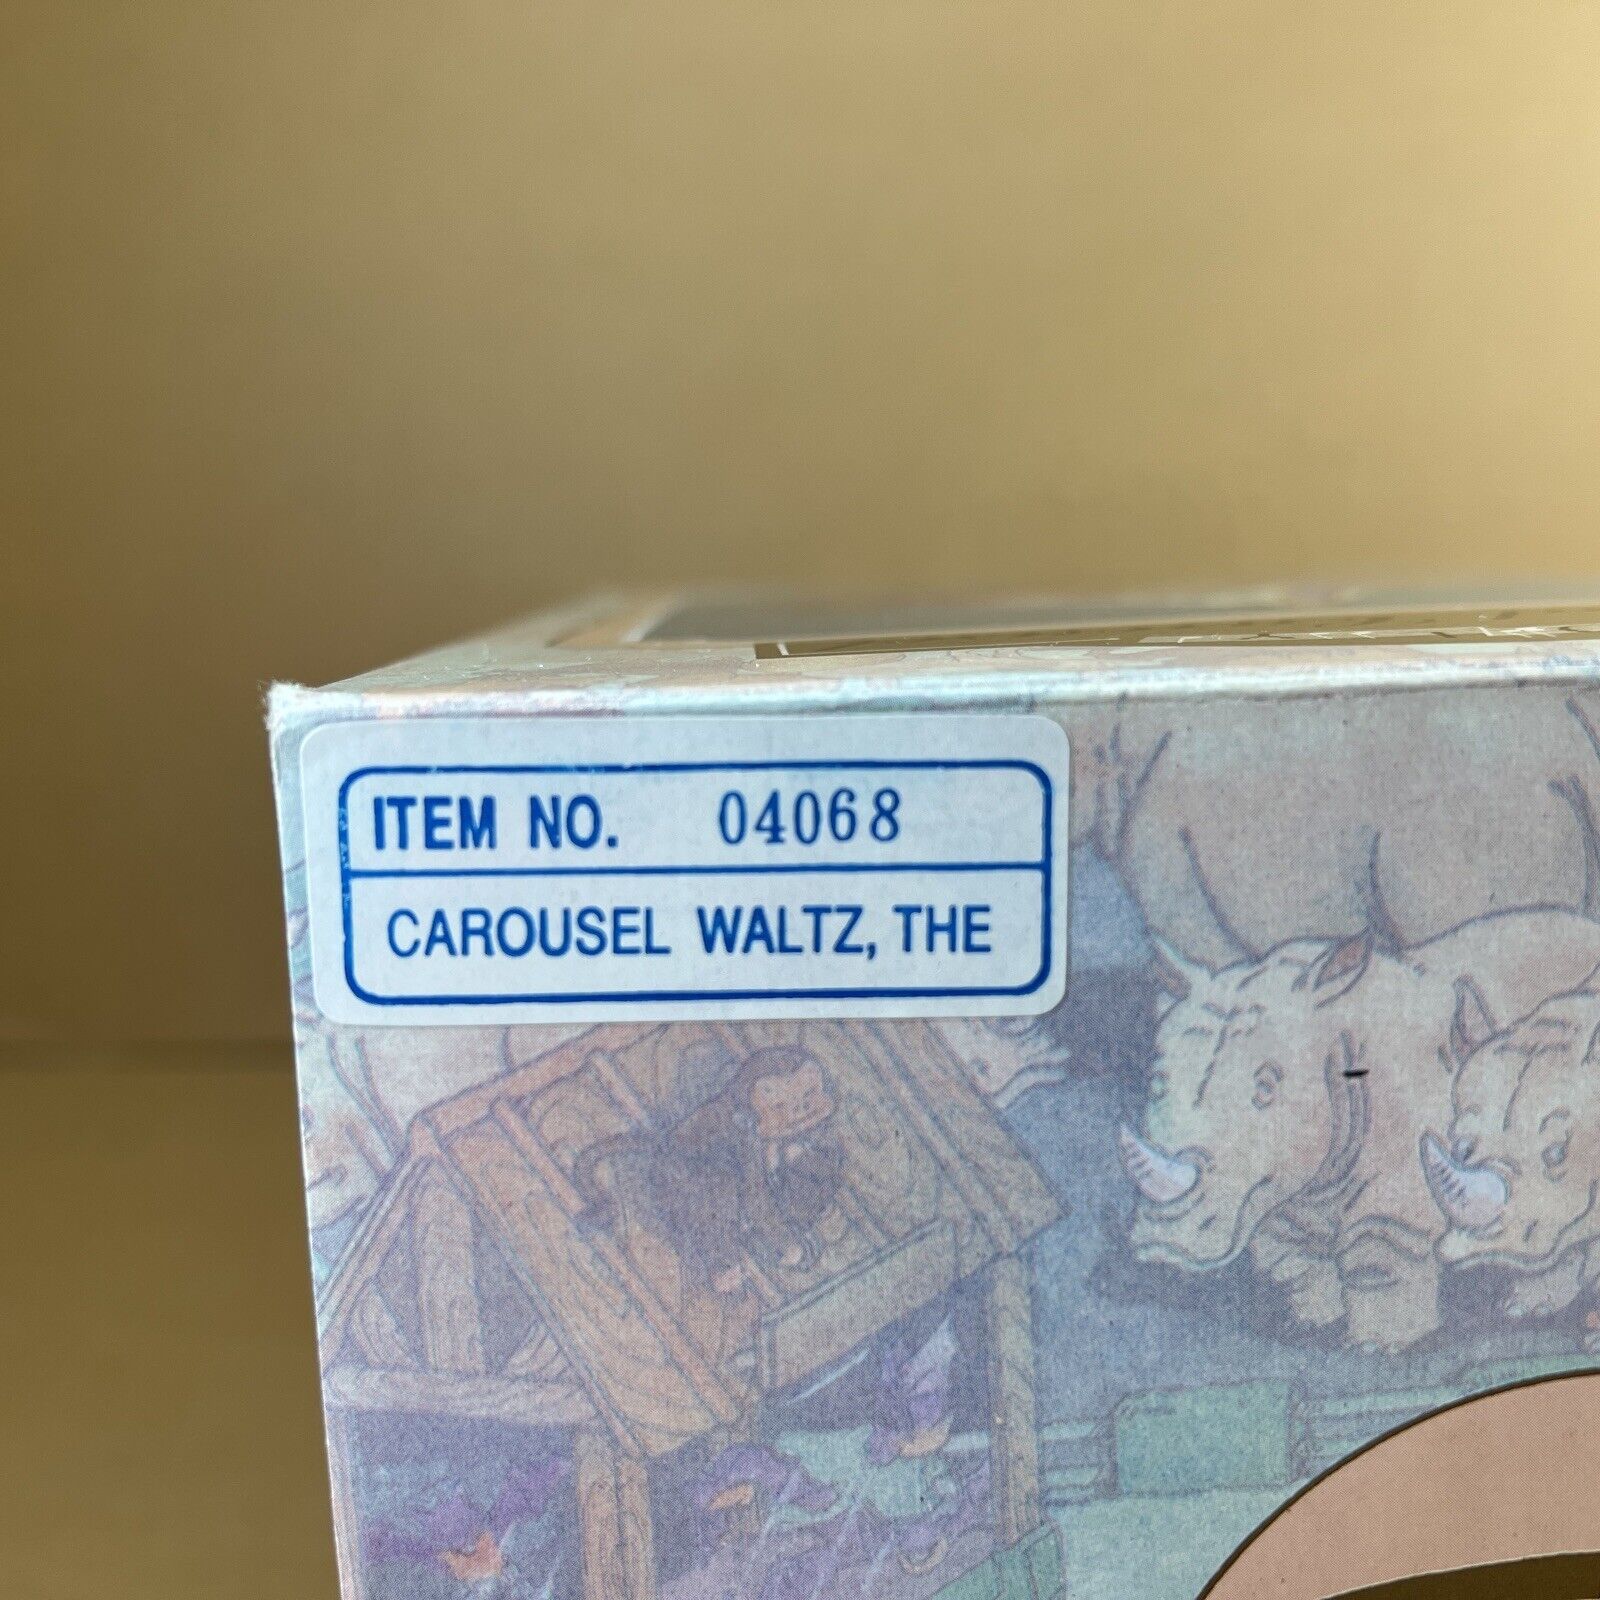 ITEM NO. 04068
CAROUSEL WALTZ, THE